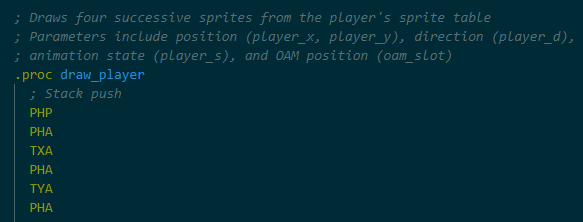 ; Draws four successive sprites from the player's sprite table
; Parameters include position (player_x, player_y), direction (player_d),
; animation state (player_s), and OAM position (oam_slot)
.proc draw_player
; Stack push
PHP
PHA
TXA
PHA
TYA
PHA